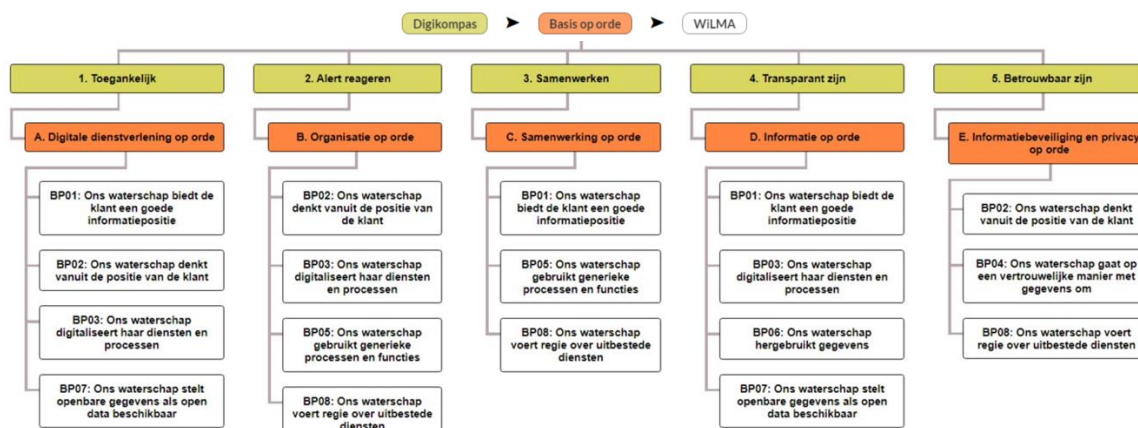 Digikompas
Basis op orde
WiLMA
1. Toegankelijk
2. Alert reageren
3. Samenwerken
4. Transparant zijn
5. Betrouwbaar zijn
A. Digitale dienstverlening op orde
B. Organisatie op orde
C. Samenwerking op orde
D. Informatie op orde
E. Informatiebeveiliging en privacy
op orde
BP01: Ons waterschap biedt de
klant een goede
informatiepositie
BP02: Ons waterschap denkt
vanuit de positie van de klant
BP03: Ons waterschap
digitaliseert haar diensten en
processen
BP07: Ons waterschap stelt
openbare gegevens als open
data beschikbaar
BP02: Ons waterschap
denkt vanuit de positie van
de klant
BP03: Ons waterschap
digitaliseert haar diensten
en processen
BP05: Ons waterschap
gebruikt generieke
processen en functies
BP08: Ons waterschap
voert regie over uitbestede
diensten
BP01: Ons waterschap
biedt de klant een goede
informatiepositie
BP05: Ons waterschap
gebruikt generieke
processen en functies
BP08: Ons waterschap
voert regie over uitbestede
diensten
BP01: Ons waterschap biedt de
klant een goede
informatiepositie
BP03: Ons waterschap
digitaliseert haar diensten en
processen
BP06: Ons waterschap
hergebruikt gegevens
BP07: Ons waterschap stelt
openbare gegevens als open
data beschikbaar
BP02: Ons waterschap denkt
vanuit de positie van de klant
BP04: Ons waterschap gaat op
een vertrouwelijke manier met
gegevens om
BP08: Ons waterschap voert
regie over uitbestede diensten